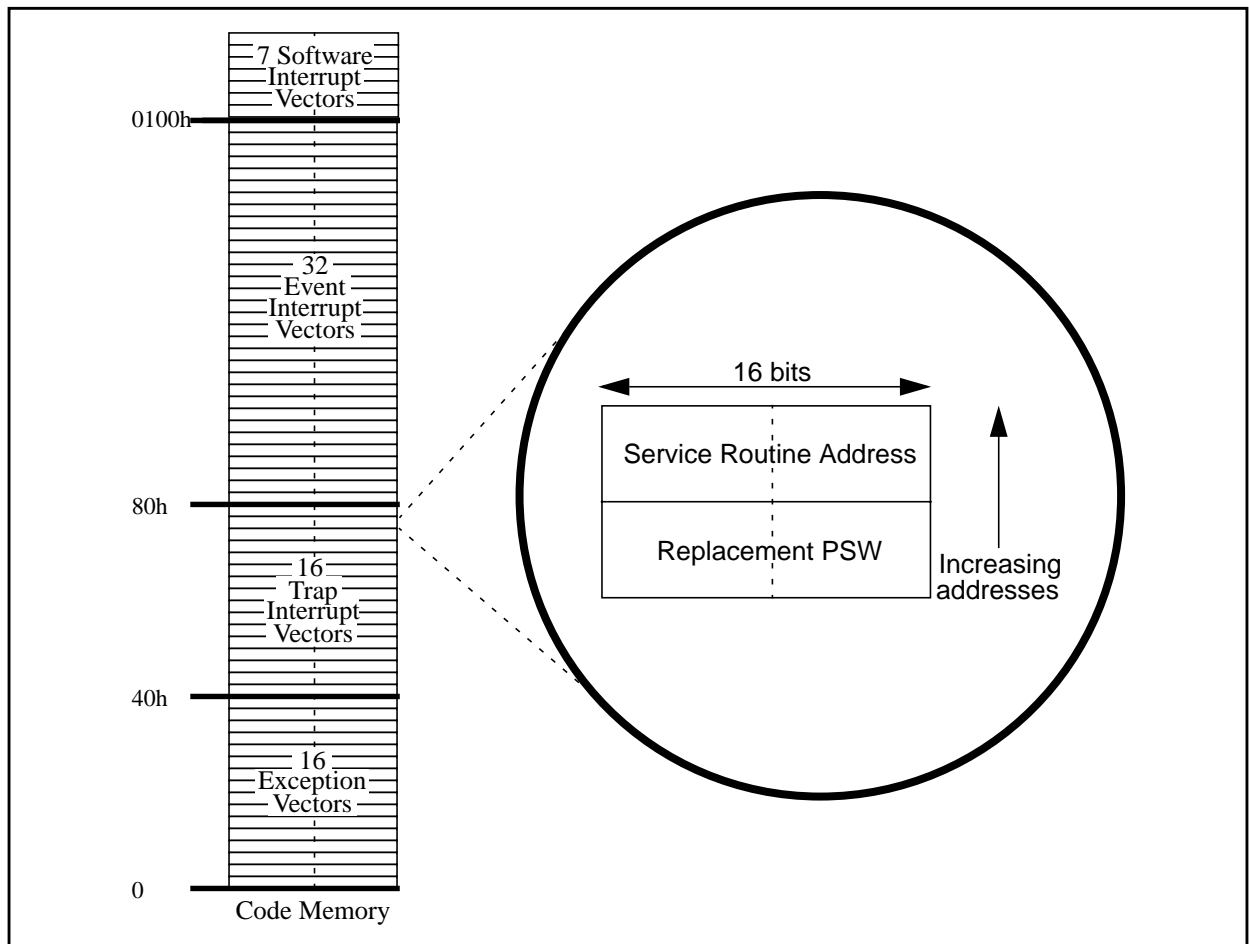 7 Software
Interrupt
Vectors
0100h
32
Event
Interrupt
Vectors
16 bits
Service Routine Address
80h
Replacement PSW
Increasing
addresses
16
Trap
Interrupt
Vectors
40h
16
Exception
Vectors
0
Code Memory